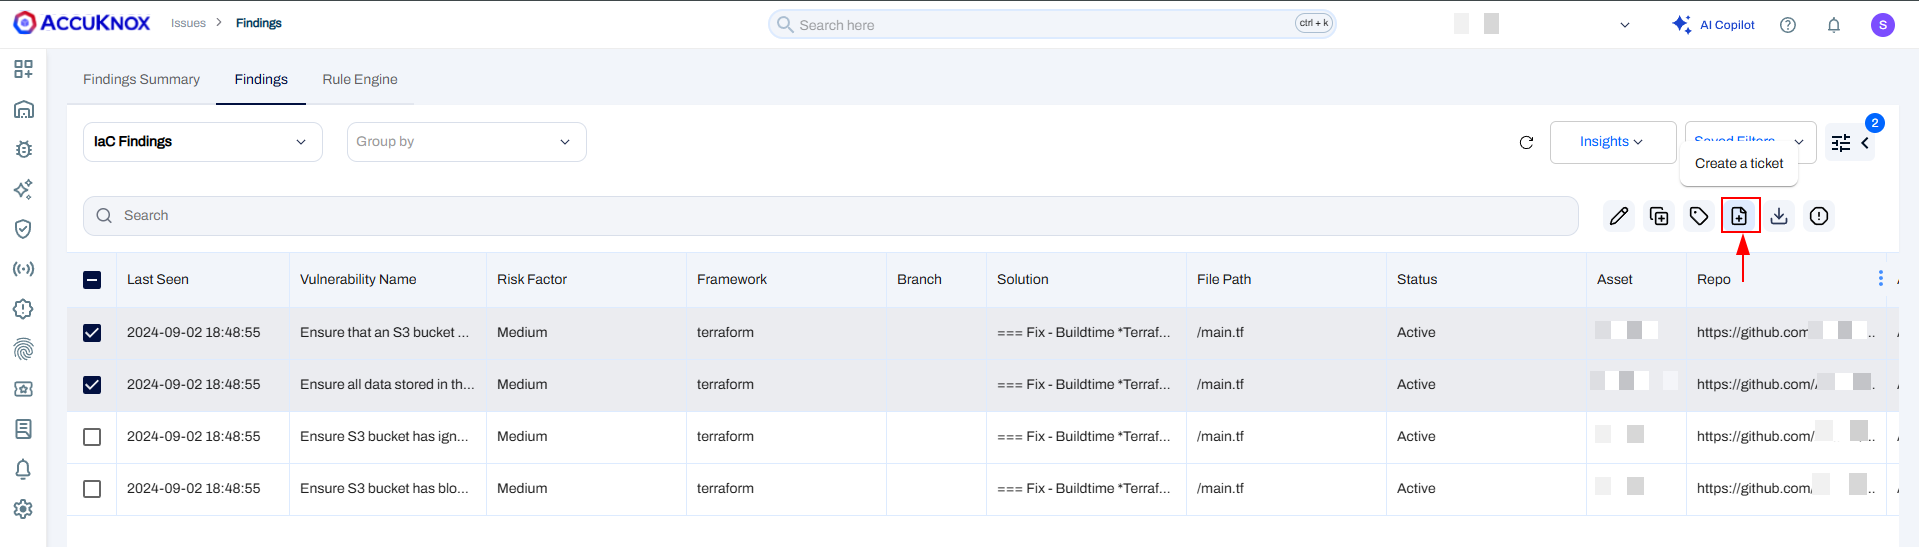 ACCUKNOX Issues > Findings Search here ctrl + k AI Copilot S
Findings Summary Findings Rule Engine
IaC Findings Group by Insights 2
Create a ticket
Search
Last Seen Vulnerability Name Risk Factor Framework Branch Solution File Path Status Asset Repo
2024-09-02 18:48:55 Ensure that an S3 bucket ... Medium terraform === Fix - Buildtime *Terraf... /main.tf Active https://github.com ..
2024-09-02 18:48:55 Ensure all data stored in th... Medium terraform === Fix - Buildtime *Terraf... /main.tf Active https://github.com/ .
2024-09-02 18:48:55 Ensure S3 bucket has ign... Medium terraform === Fix - Buildtime *Terraf... /main.tf Active https://github.com/ ...
2024-09-02 18:48:55 Ensure S3 bucket has blo... Medium terraform === Fix - Buildtime *Terraf... /main.tf Active https://github.com/ ..